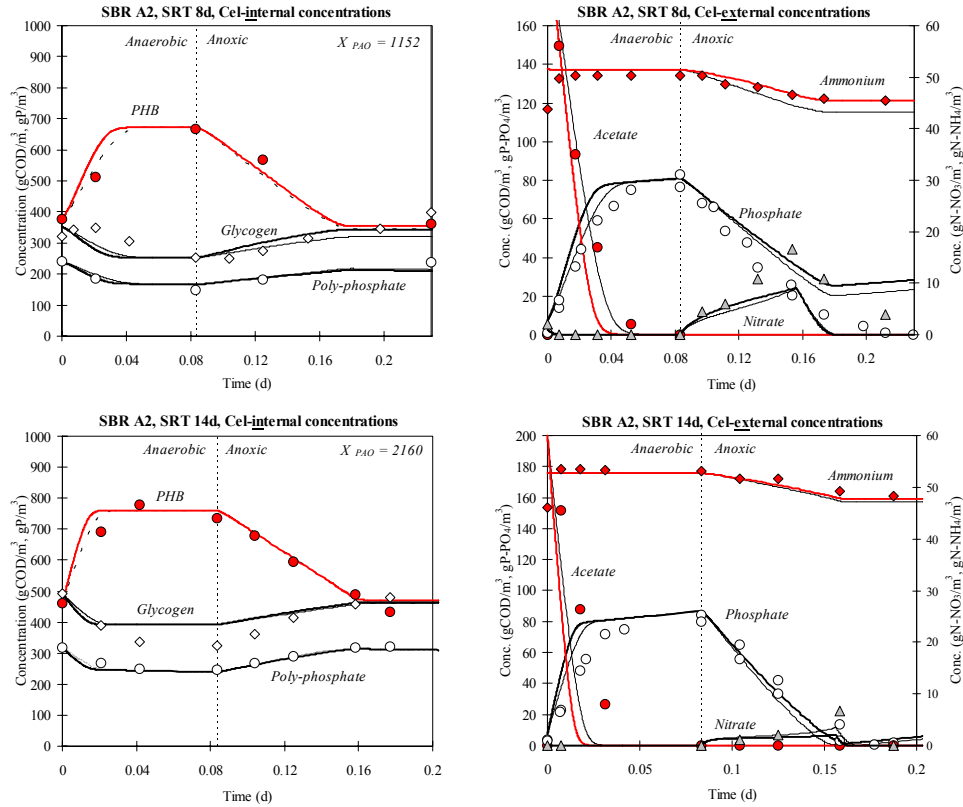 SBR A2, SRT 8d, Cel-internal concentrations
1000
900
800
700
600
500
400
300
200
100
0
Concentration (gCOD/m³, gP/m³)
Anaerobic
Anoxic
X PAO = 1152
PHB
Glycogen
Poly-phosphate
0
0.04
0.08
0.12
0.16
0.2
Time (d)
SBR A2, SRT 8d, Cel-external concentrations
160
140
120
100
80
60
40
20
0
Conc. (gCOD/m³, gP-PO4/m³)
Anaerobic
Anoxic
Ammonium
Acetate
Phosphate
Nitrate
60
50
40
30
20
10
0
Conc. (gN-NO3/m³, gN-NH4/m³)
0
0.04
0.08
0.12
0.16
0.2
Time (d)
SBR A2, SRT 14d, Cel-internal concentrations
1000
900
800
700
600
500
400
300
200
100
0
Concentration (gCOD/m³, gP/m³)
Anaerobic
Anoxic
X PAO = 2160
PHB
Glycogen
Poly-phosphate
0
0.04
0.08
0.12
0.16
0.2
Time (d)
SBR A2, SRT 14d, Cel-external concentrations
200
180
160
140
120
100
80
60
40
20
0
Conc. (gCOD/m³, gP-PO4/m³)
Anaerobic
Anoxic
Ammonium
Acetate
Phosphate
Nitrate
60
50
40
30
20
10
0
Conc. (gN-NO3/m³, gN-NH4/m³)
0
0.05
0.1
0.15
0.2
Time (d)